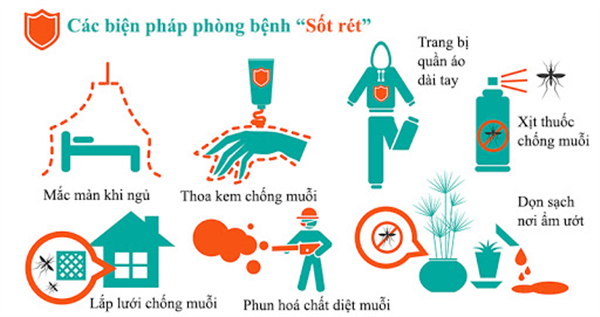 Các biện pháp phòng bệnh “Sốt rét”
Mắc màn khi ngủ
Thoa kem chống muỗi
Trang bị
quần áo
dài tay
Xịt thuốc
chống muỗi
Lắp lưới chống muỗi
Phun hoá chất diệt muỗi
Dọn sạch
nơi ẩm ướt